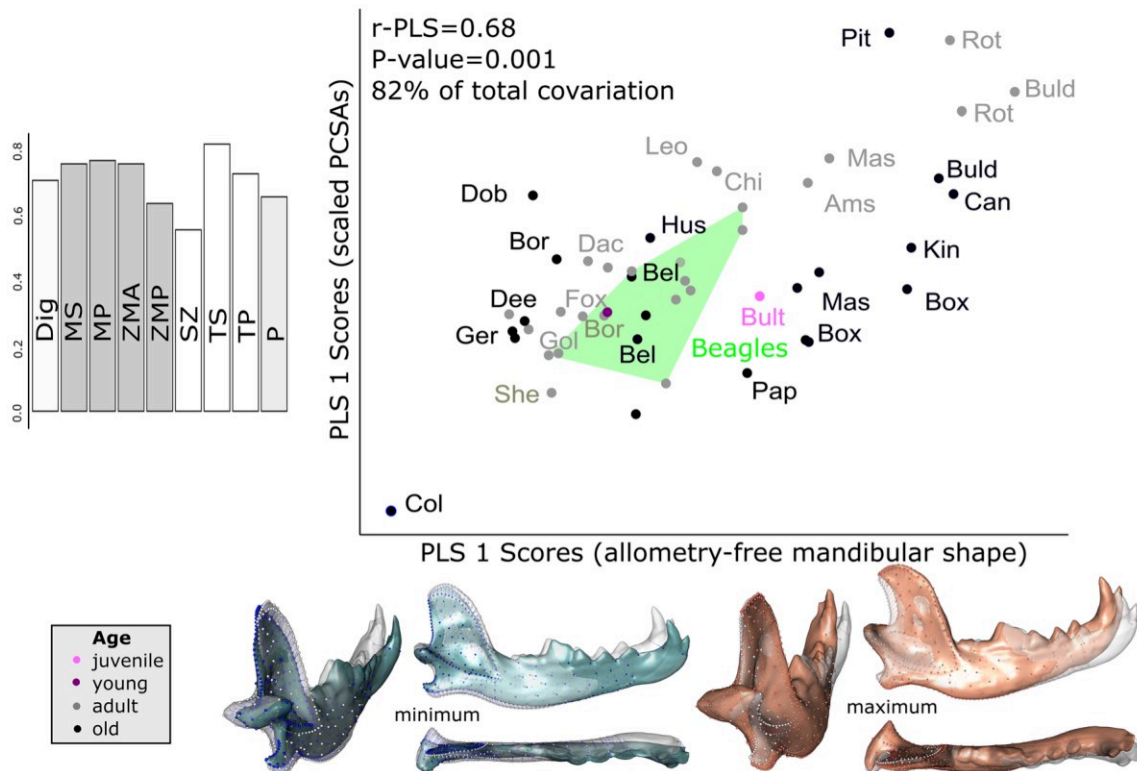 r-PLS=0.68
P-value=0.001
82% of total covariation
PLS 1 Scores (scaled PCSAs)
0.0
0.2
0.4
0.6
0.8
Dig
MS
MP
ZMA
ZMP
SZ
TS
TP
P
Pit
Rot
Buld
Rot
Leo
Chi
Mas
Buld
Ams
Can
Dob
Hus
Bor
Dac
Bel
Kin
Mas
Box
Dee
Fox
Bor
Bult
Ger
Gol
Bel
Beagles
Box
She
Pap
Col
PLS 1 Scores (allometry-free mandibular shape)
Age
juvenile
young
adult
old
minimum
maximum